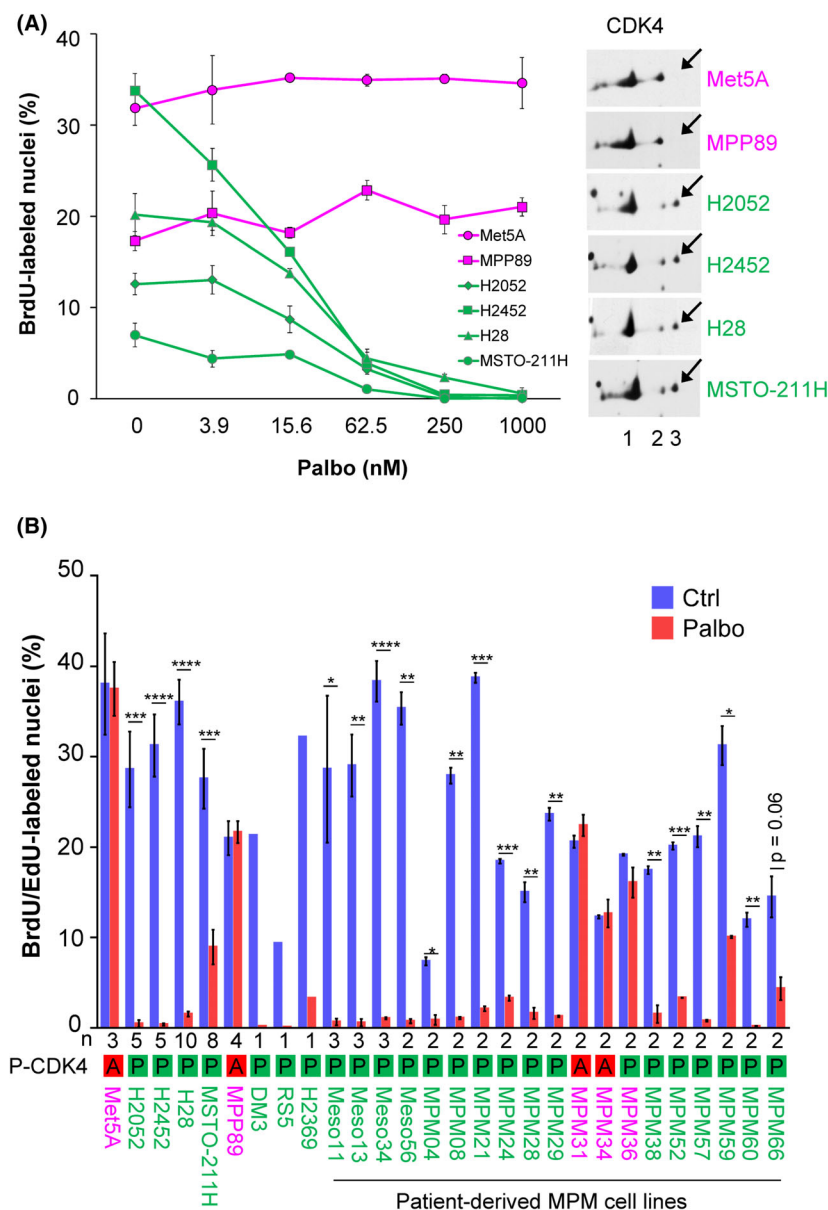 (A)
CDK4
BrdU-labeled nuclei (%)
40
30
20
10
0
0 3.9 15.6 62.5 250 1000
Palbo (nM)
Met5A
MPP89
H2052
H2452
H28
MSTO-211H
Met5A
MPP89
H2052
H2452
H28
MSTO-211H
1 2 3
(B)
BrdU/EdU-labeled nuclei (%)
50
40
30
20
10
0
Ctrl
Palbo
*** **** **** *** * ** **** ** * ** *** *** ** ** ** *** ** * ** p = 0.06
n 3 5 5 10 8 4 1 1 1 3 3 3 2 2 2 2 2 2 2 2 2 2 2 2 2 2 2 2
P-CDK4 A P P P P A P P P P P P P P P P P P P A A P P P P P P P
Met5A
H2052
H2452
H28
MSTO-211H
MPP89
DM3
RS5
H2369
Meso11
Meso13
Meso34
Meso56
MPM04
MPM08
MPM21
MPM24
MPM28
MPM29
MPM31
MPM34
MPM36
MPM38
MPM52
MPM57
MPM59
MPM60
MPM66
Patient-derived MPM cell lines